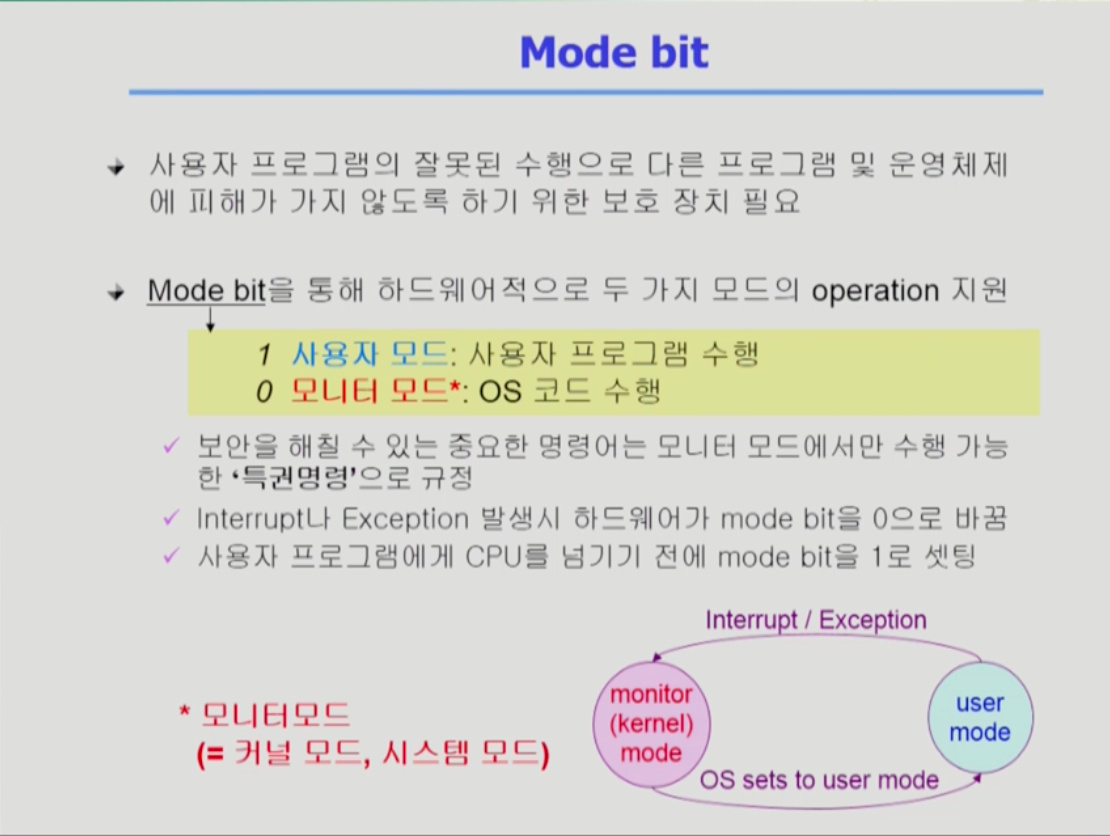 Mode bit
사용자 프로그램의 잘못된 수행으로 다른 프로그램 및 운영체제
에 피해가 가지 않도록 하기 위한 보호 장치 필요
Mode bit을 통해 하드웨어적으로 두 가지 모드의 operation 지원
1 사용자 모드: 사용자 프로그램 수행
0 모니터 모드*: OS 코드 수행
✓ 보안을 해칠 수 있는 중요한 명령어는 모니터 모드에서만 수행 가능
한 ‘특권명령’으로 규정
✓ Interrupt나 Exception 발생시 하드웨어가 mode bit을 0으로 바꿈
✓ 사용자 프로그램에게 CPU를 넘기기 전에 mode bit을 1로 셋팅
Interrupt / Exception
monitor
(kernel)
mode
user
mode
OS sets to user mode
* 모니터모드
(= 커널 모드, 시스템 모드)